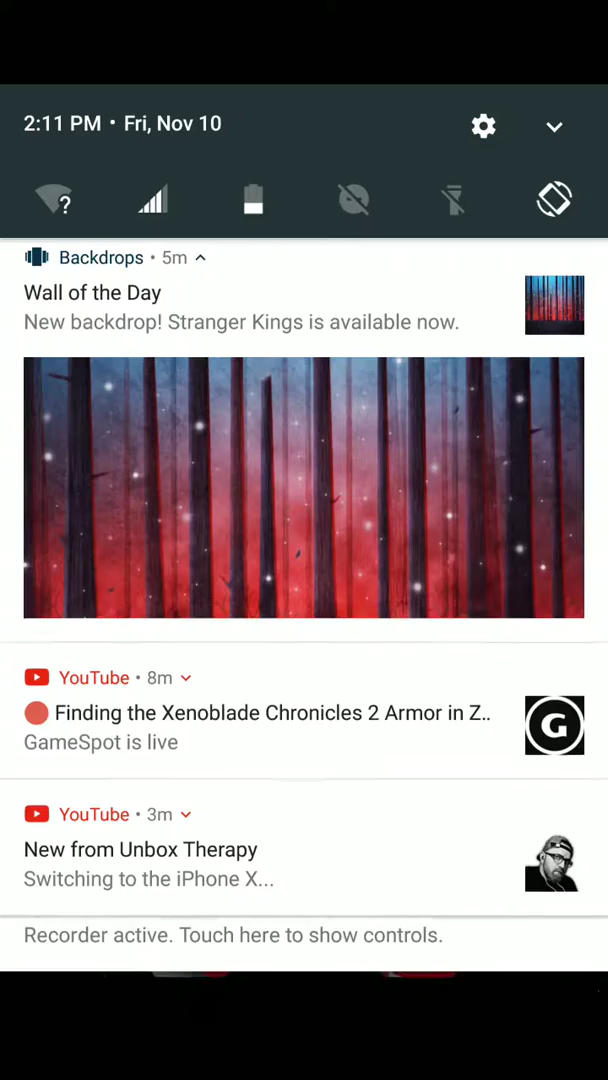 2:11 PM • Fri, Nov 10
?
Backdrops • 5m
Wall of the Day
New backdrop! Stranger Kings is available now.
YouTube • 8m
Finding the Xenoblade Chronicles 2 Armor in Z..
GameSpot is live
G
YouTube • 3m
New from Unbox Therapy
Switching to the iPhone X...
Recorder active. Touch here to show controls.